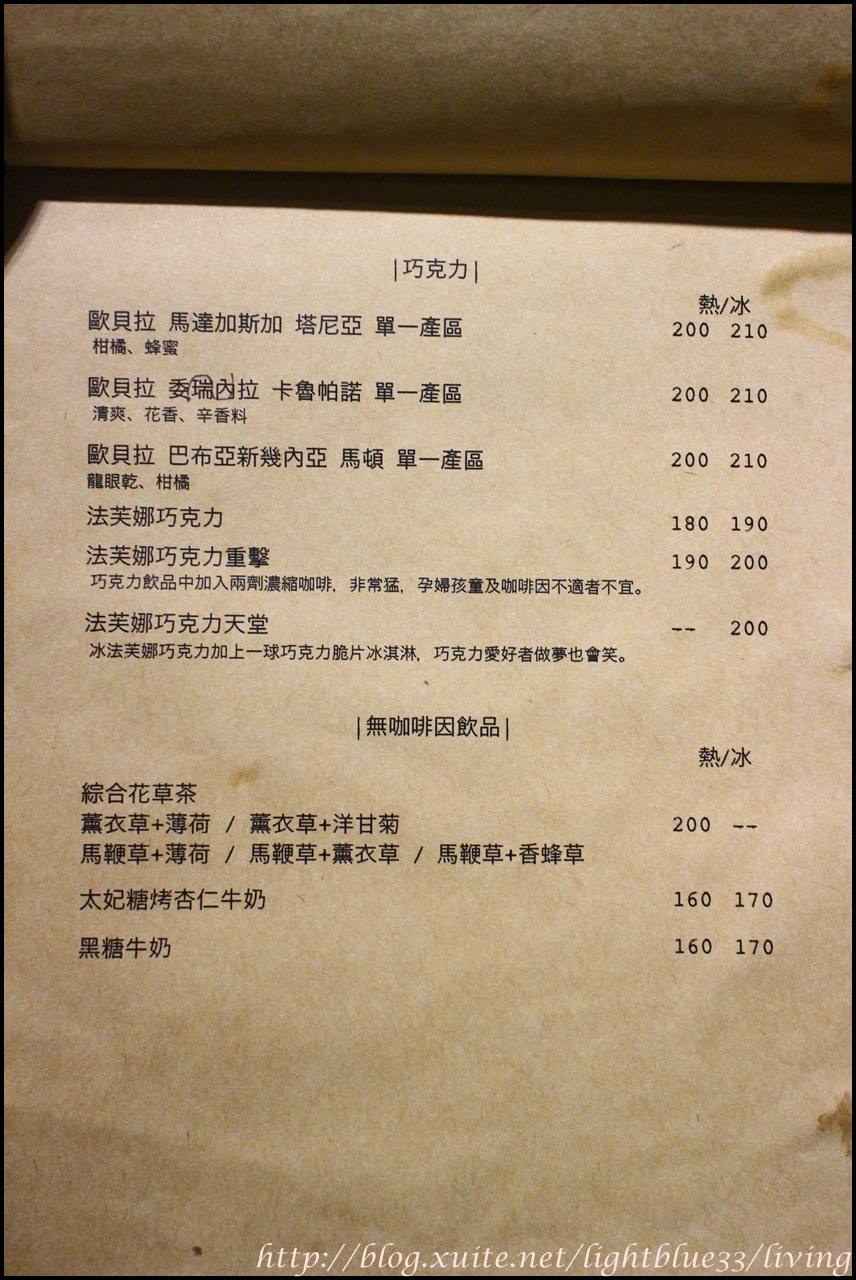 |巧克力|
熱/冰
歐貝拉 馬達加斯加 塔尼亞 單一產區 200 210
柑橘、蜂蜜
歐貝拉 委瑞內拉 卡魯帕諾 單一產區 200 210
清爽、花香、辛香料
歐貝拉 巴布亞新幾內亞 馬頓 單一產區 200 210
龍眼乾、柑橘
法芙娜巧克力 180 190
法芙娜巧克力重擊 190 200
巧克力飲品中加入兩劑濃縮咖啡，非常猛，孕婦孩童及咖啡因不適者不宜。
法芙娜巧克力天堂 -- 200
冰法芙娜巧克力加上一球巧克力脆片冰淇淋，巧克力愛好者做夢也會笑。
|無咖啡因飲品|
熱/冰
綜合花草茶
薰衣草+薄荷 / 薰衣草+洋甘菊 200 --
馬鞭草+薄荷 / 馬鞭草+薰衣草 / 馬鞭草+香蜂草
太妃糖烤杏仁牛奶 160 170
黑糖牛奶 160 170
http://blog.xuite.net/lightblue33/living